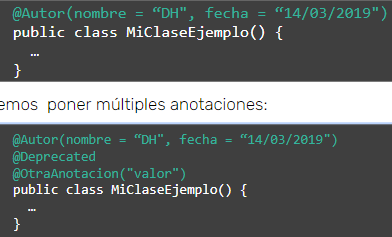 @Autor(nombre = “DH", fecha = “14/03/2019")
public class MiClaseEjemplo() {
…
}
emos poner múltiples anotaciones:
@Autor(nombre = “DH", fecha = “14/03/2019")
@Deprecated
@OtraAnotacion("valor")
public class MiClaseEjemplo() {
…
}